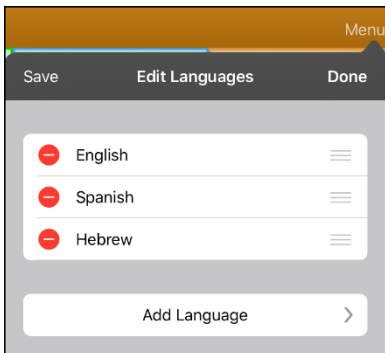 Menu
Save Edit Languages Done
English
Spanish
Hebrew
Add Language